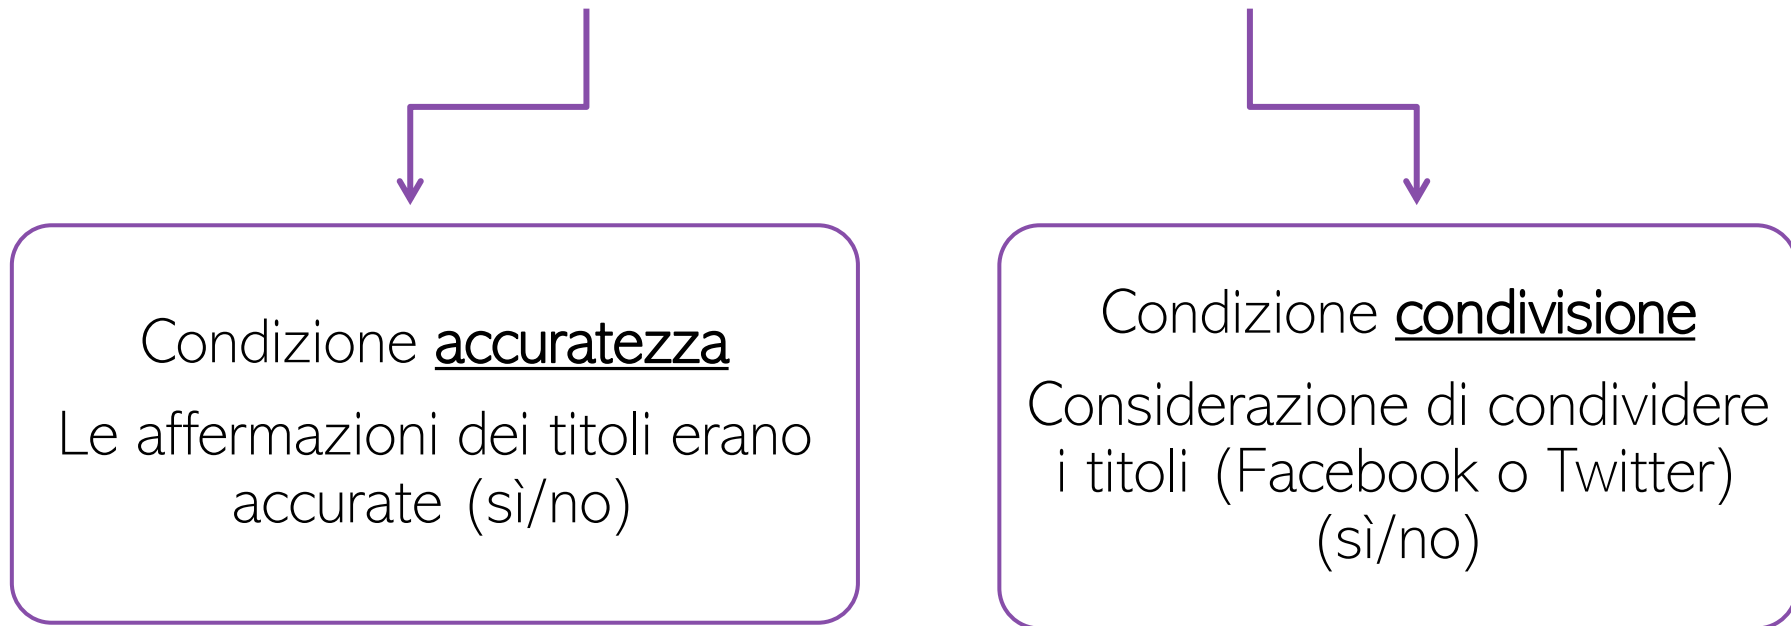 Condizione accuratezza
Le affermazioni dei titoli erano
accurate (sì/no)
Condizione condivisione
Considerazione di condividere
i titoli (Facebook o Twitter)
(sì/no)